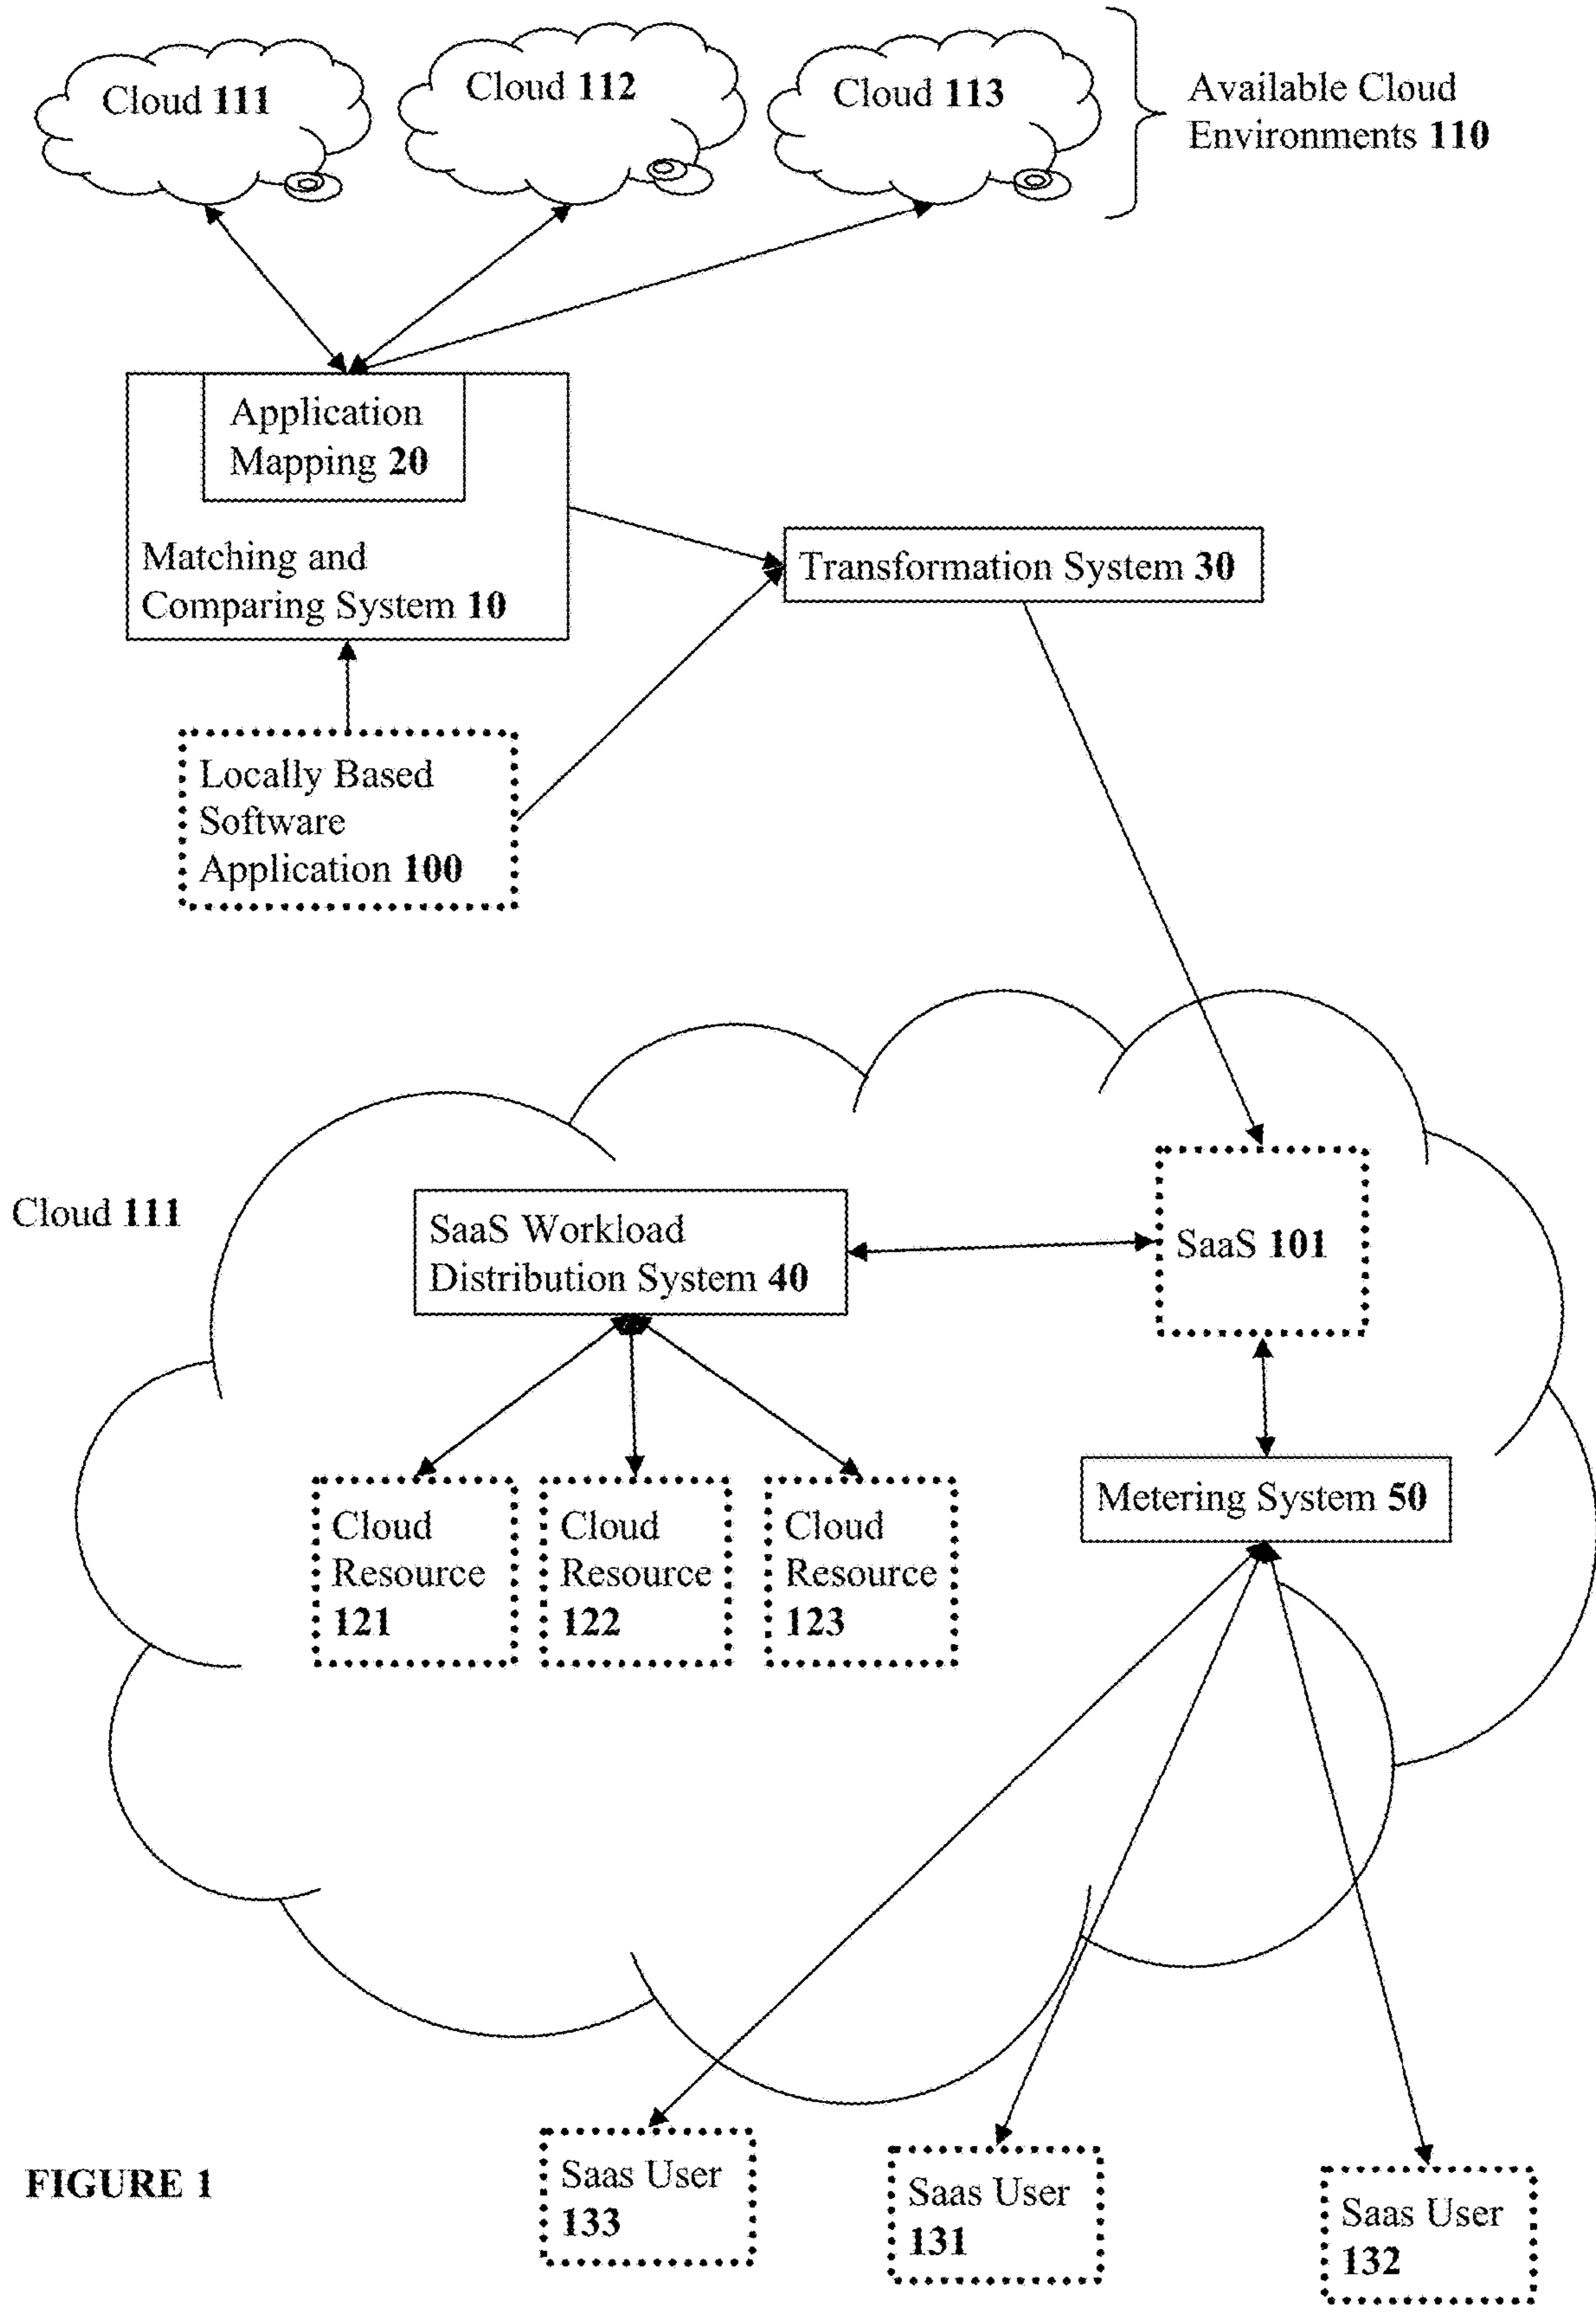 Cloud 111
Cloud 112
Cloud 113
Available Cloud
Environments 110
Application
Mapping 20
Matching and
Comparing System 10
Transformation System 30
Locally Based
Software
Application 100
Cloud 111
SaaS Workload
Distribution System 40
SaaS 101
Cloud
Resource
121
Cloud
Resource
122
Cloud
Resource
123
Metering System 50
FIGURE 1
Saas User
133
Saas User
131
Saas User
132